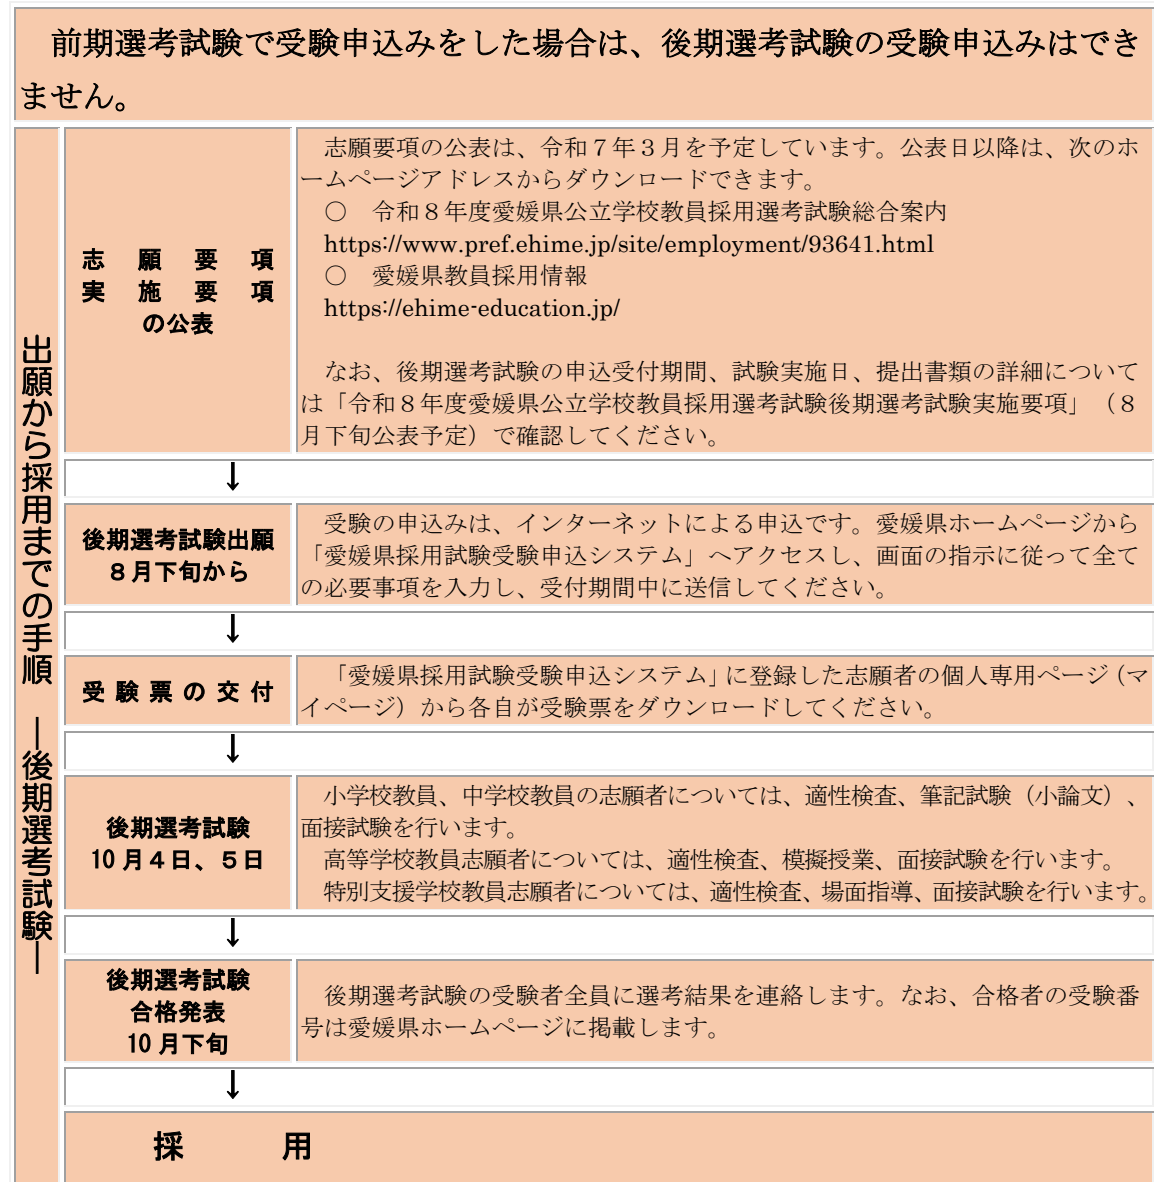 前期選考試験で受験申込みをした場合は、後期選考試験の受験申込みはでき
ません。
出願から採用までの手順 ―後期選考試験―
志願要項
実施要項
の公表
志願要項の公表は、令和７年３月を予定しています。公表日以降は、次のホ
ームページアドレスからダウンロードできます。
○ 令和８年度愛媛県公立学校教員採用選考試験総合案内
https://www.pref.ehime.jp/site/employment/93641.html
○ 愛媛県教員採用情報
https://ehime-education.jp/
なお、後期選考試験の申込受付期間、試験実施日、提出書類の詳細について
は「令和８年度愛媛県公立学校教員採用選考試験後期選考試験実施要項」（８
月下旬公表予定）で確認してください。
↓
後期選考試験出願
８月下旬から
受験の申込みは、インターネットによる申込です。愛媛県ホームページから
「愛媛県採用試験受験申込システム」へアクセスし、画面の指示に従って全て
の必要事項を入力し、受付期間中に送信してください。
↓
受験票の交付
「愛媛県採用試験受験申込システム」に登録した志願者の個人専用ページ（マ
イページ）から各自が受験票をダウンロードしてください。
↓
後期選考試験
10月４日、５日
小学校教員、中学校教員の志願者については、適性検査、筆記試験（小論文）、
面接試験を行います。
高等学校教員志願者については、適性検査、模擬授業、面接試験を行います。
特別支援学校教員志願者については、適性検査、場面指導、面接試験を行います。
↓
後期選考試験
合格発表
10月下旬
後期選考試験の受験者全員に選考結果を連絡します。なお、合格者の受験番
号は愛媛県ホームページに掲載します。
↓
採用